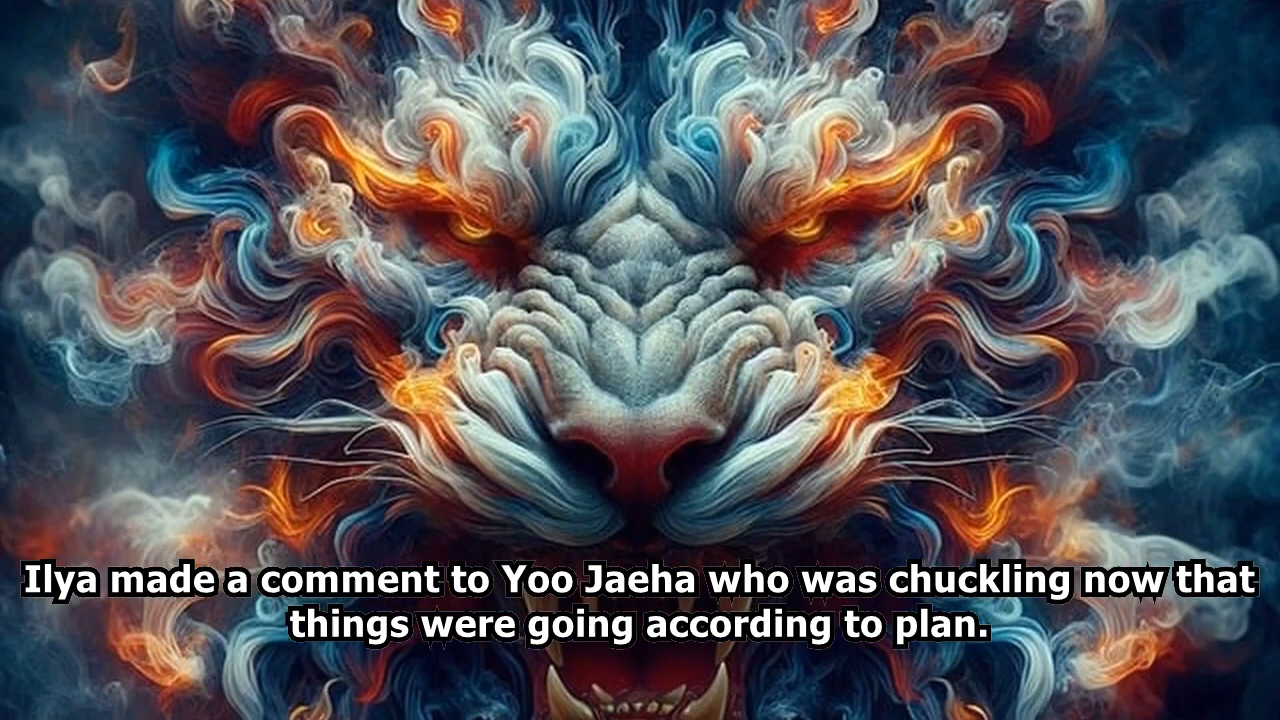 Ilya made a comment to Yoo Jaeha who was chuckling now that
things were going according to plan.